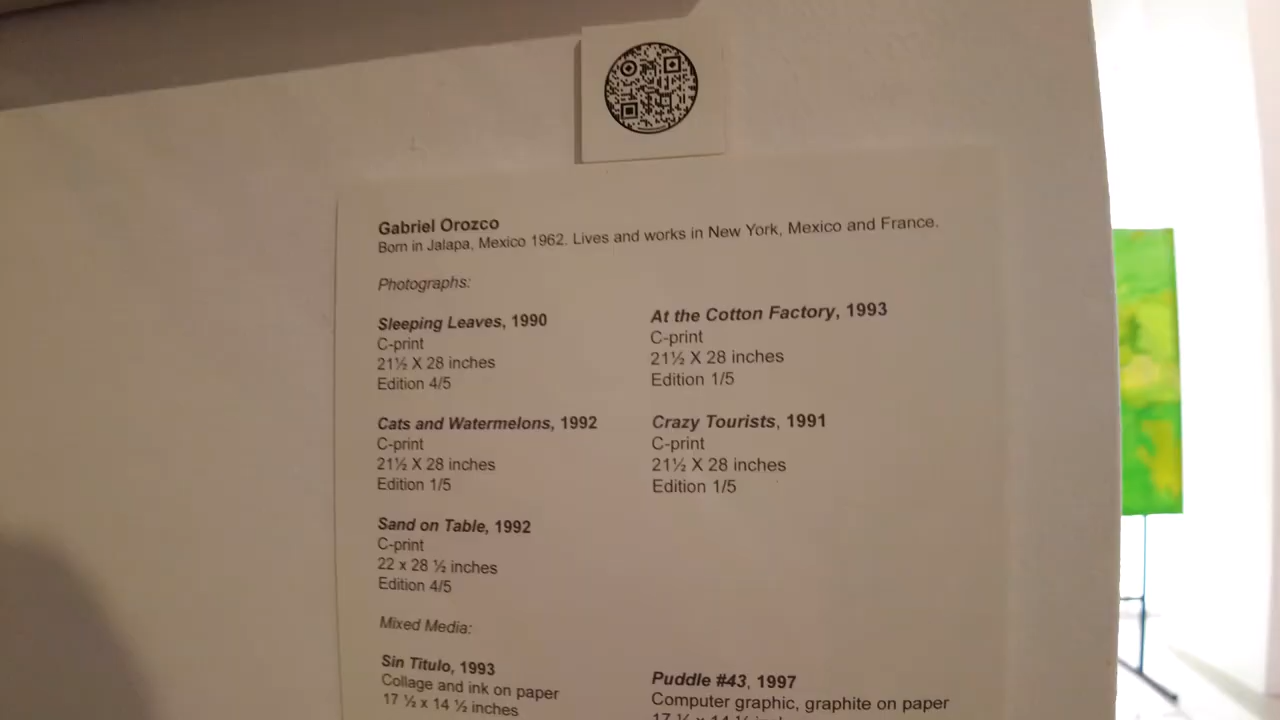 Gabriel Orozco
Born in Jalapa, Mexico 1962. Lives and works in New York, Mexico and France.
Photographs:
Sleeping Leaves, 1990
C-print
21½ X 28 inches
Edition 4/5
At the Cotton Factory, 1993
C-print
21½ X 28 inches
Edition 1/5
Cats and Watermelons, 1992
C-print
21½ X 28 inches
Edition 1/5
Crazy Tourists, 1991
C-print
21½ X 28 inches
Edition 1/5
Sand on Table, 1992
C-print
22 x 28 ½ inches
Edition 4/5
Mixed Media:
Sin Titulo, 1993
Collage and ink on paper
17 ½ x 14 ½ inches
Puddle #43, 1997
Computer graphic, graphite on paper